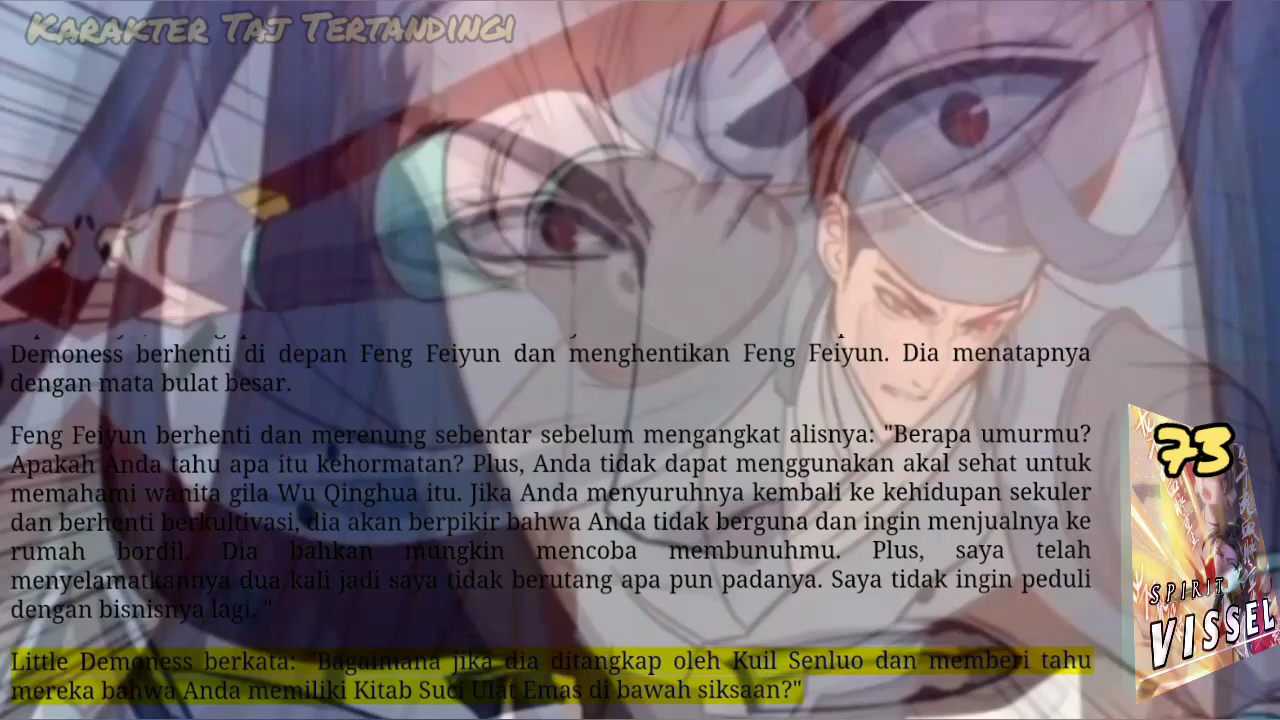 Karakter Taj Tertandingi
Demoness berhenti di depan Feng Feiyun dan menghentikan Feng Feiyun. Dia menatapnya
dengan mata bulat besar.
Feng Feiyun berhenti dan merenung sebentar sebelum mengangkat alisnya: "Berapa umurmu?
Apakah Anda tahu apa itu kehormatan? Plus, Anda tidak dapat menggunakan akal sehat untuk
memahami wanita gila Wu Qinghua itu. Jika Anda menyuruhnya kembali ke kehidupan sekuler
dan berhenti berkultivasi, dia akan berpikir bahwa Anda tidak berguna dan ingin menjualnya ke
rumah bordil. Dia bahkan mungkin mencoba membunuhmu. Plus, saya telah
menyelamatkannya dua kali jadi saya tidak berutang apa pun padanya. Saya tidak ingin peduli
dengan bisnisnya lagi. "
Little Demoness berkata: "Bagaimana jika dia ditangkap oleh Kuil Senluo dan memberi tahu
mereka bahwa Anda memiliki Kitab Suci Ulat Emas di bawah siksaan?"
73
SPIRIT
VISSEL